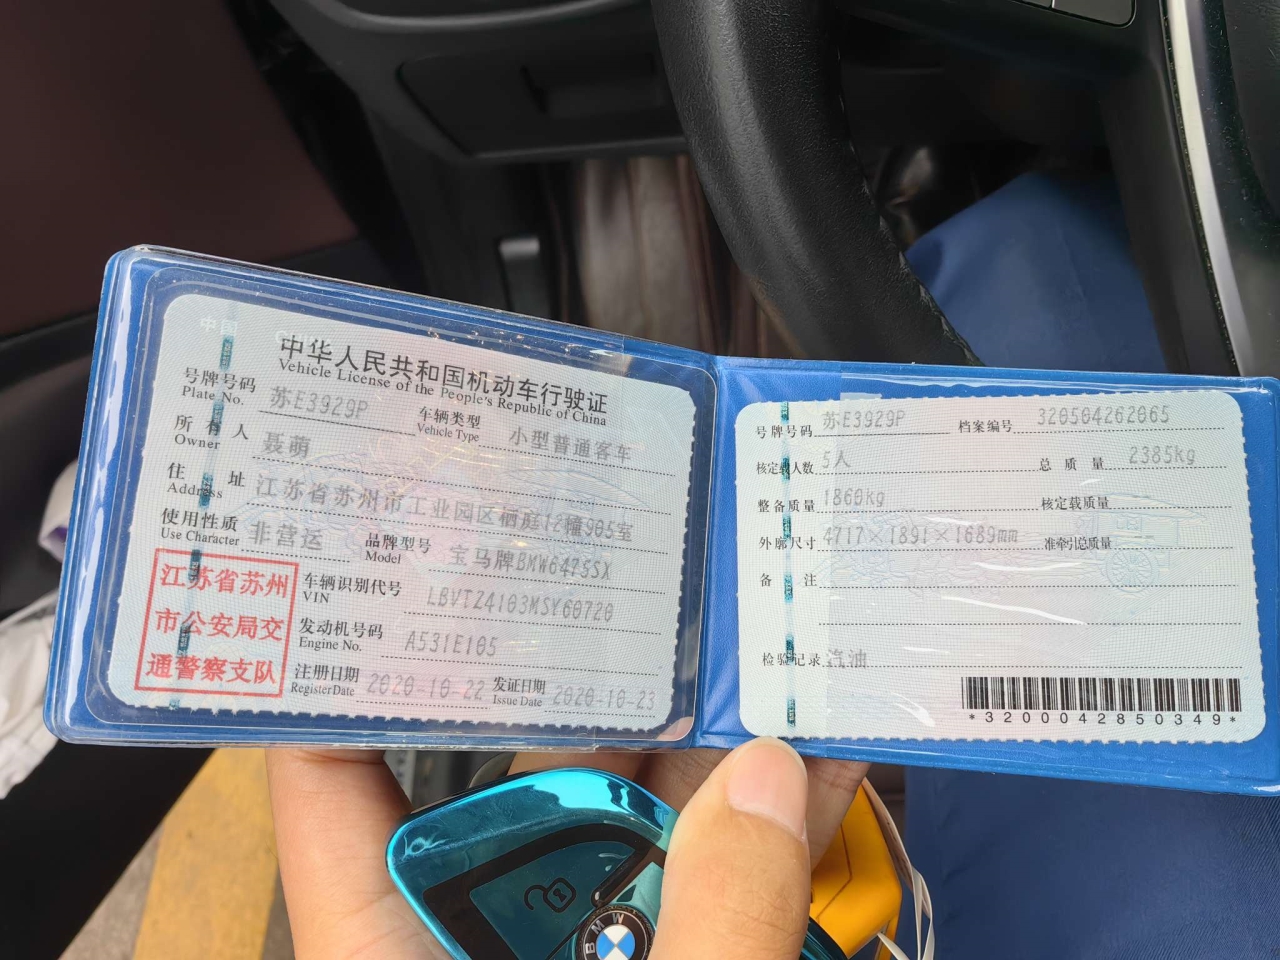 中华人民共和国机动车行驶证
Vehicle License of the People's Republic of China
号牌号码 苏E3929P 车辆类型 小型普通客车
Plate No. Vehicle Type
所有人 聂萌
Owner
住址 江苏省苏州市工业园区栖庭12幢905室
Address
使用性质 非营运 品牌型号 宝马牌BMW6475SX
Use Character Model
江苏省苏州
市公安局交
通警察支队
车辆识别代号 LBVTZ4103MSY60720
VIN
发动机号码 A531E105
Engine No.
注册日期 2020-10-22 发证日期 2020-10-23
Register Date Issue Date
号牌号码 苏E3929P 档案编号 320504262065
核定载人数 5人 总质量 2385kg
整备质量 1860kg 核定载质量
外廓尺寸 4717×1891×1689mm 准牵引总质量
备注
检验记录 汽油
*3200042850349*
BMW